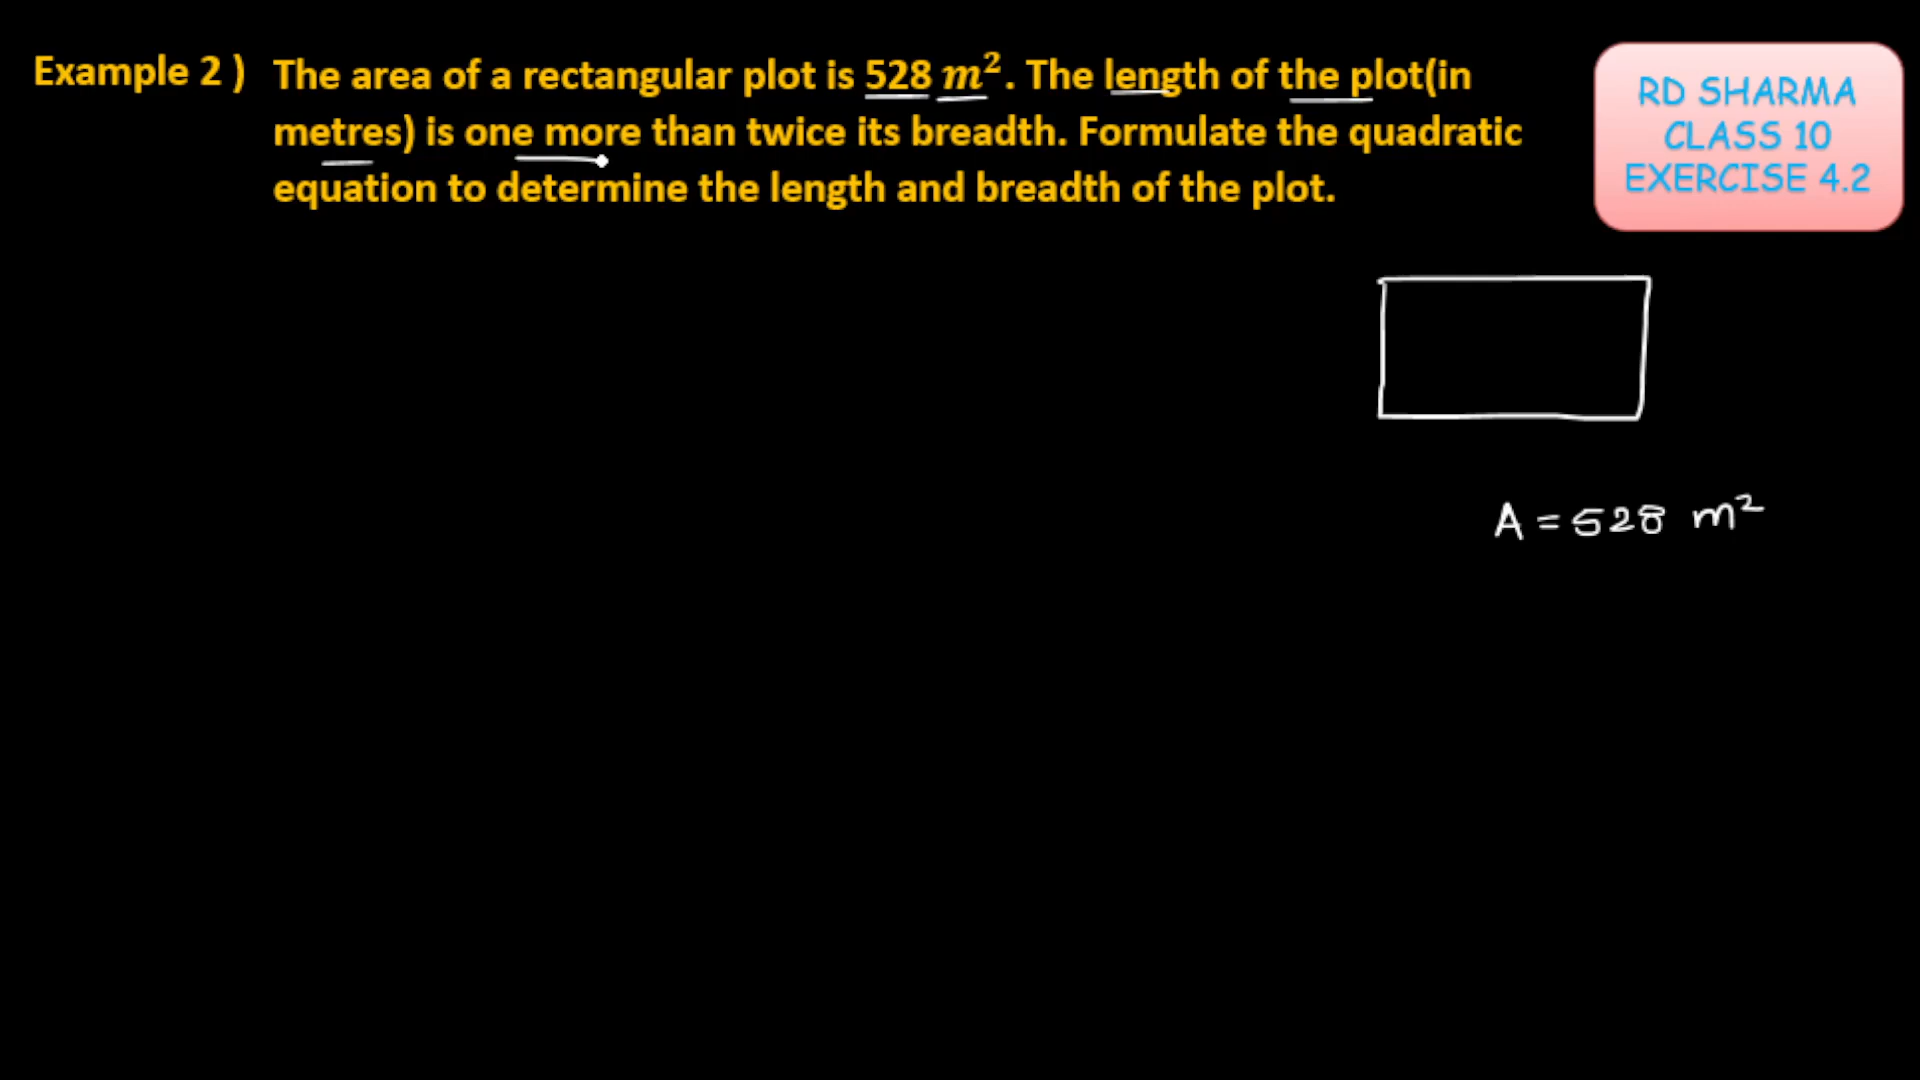 Example 2 ) The area of a rectangular plot is 528 m². The length of the plot(in
metres) is one more than twice its breadth. Formulate the quadratic
equation to determine the length and breadth of the plot.
RD SHARMA
CLASS 10
EXERCISE 4.2
A = 528 m²